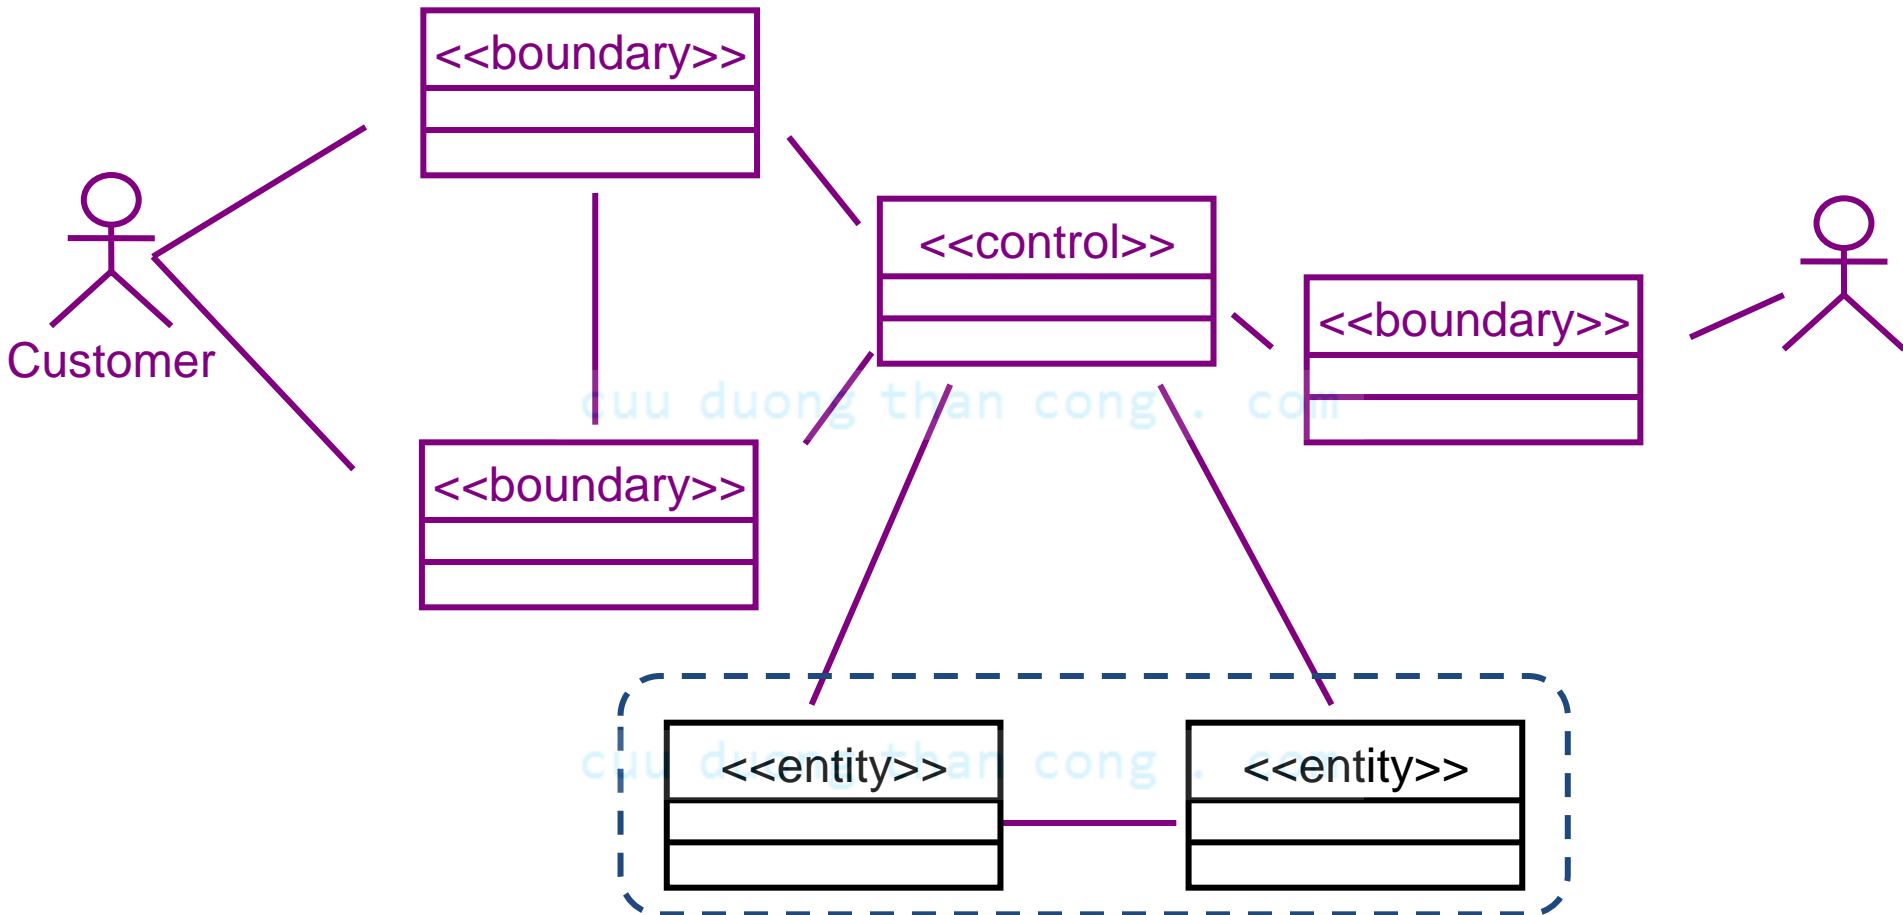 <<boundary>>
<<control>>
<<boundary>>
Customer
cuu duong than cong . com
<<boundary>>
<<entity>>
<<entity>>
cuu duong than cong . com